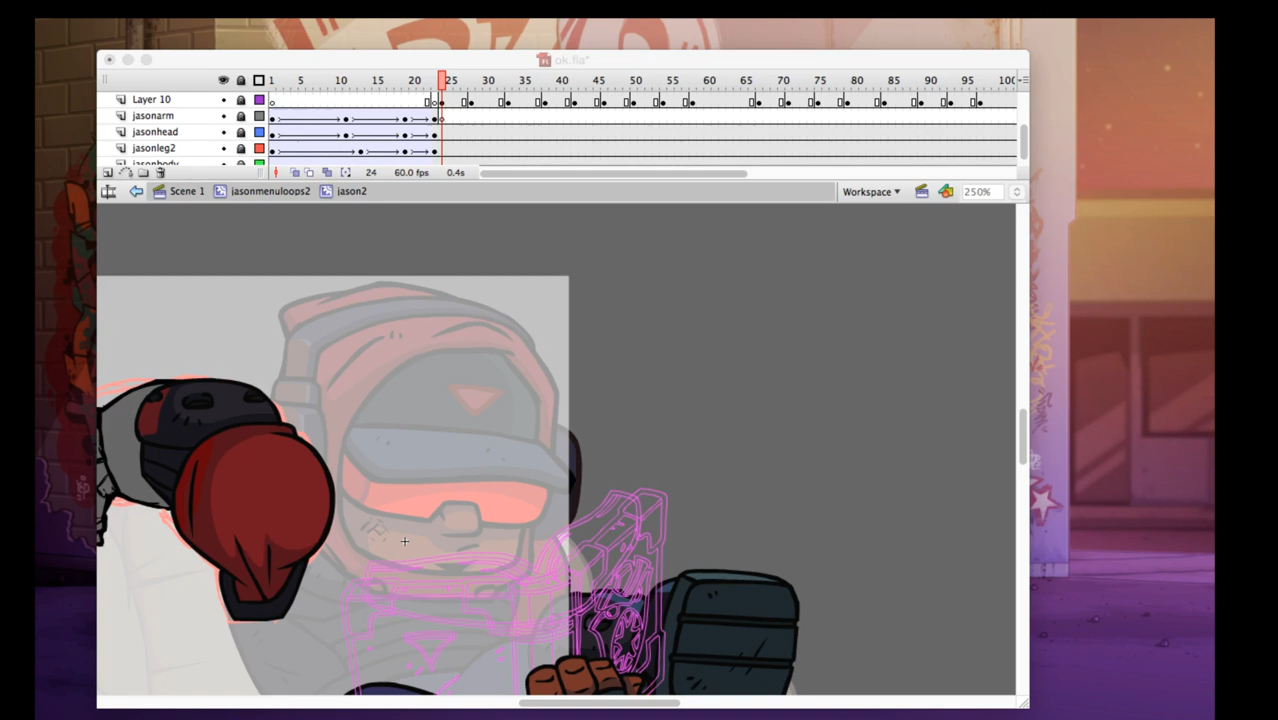 ok.fla*
1 5 10 15 20 25 30 35 40 45 50 55 60 65 70 75 80 85 90 95 100
Layer 10
jasonarm
jasonhead
jasonleg2
jasonbody
24 60.0 fps 0.4s
Scene 1 jasonmenuloops2 jason2 Workspace 250%